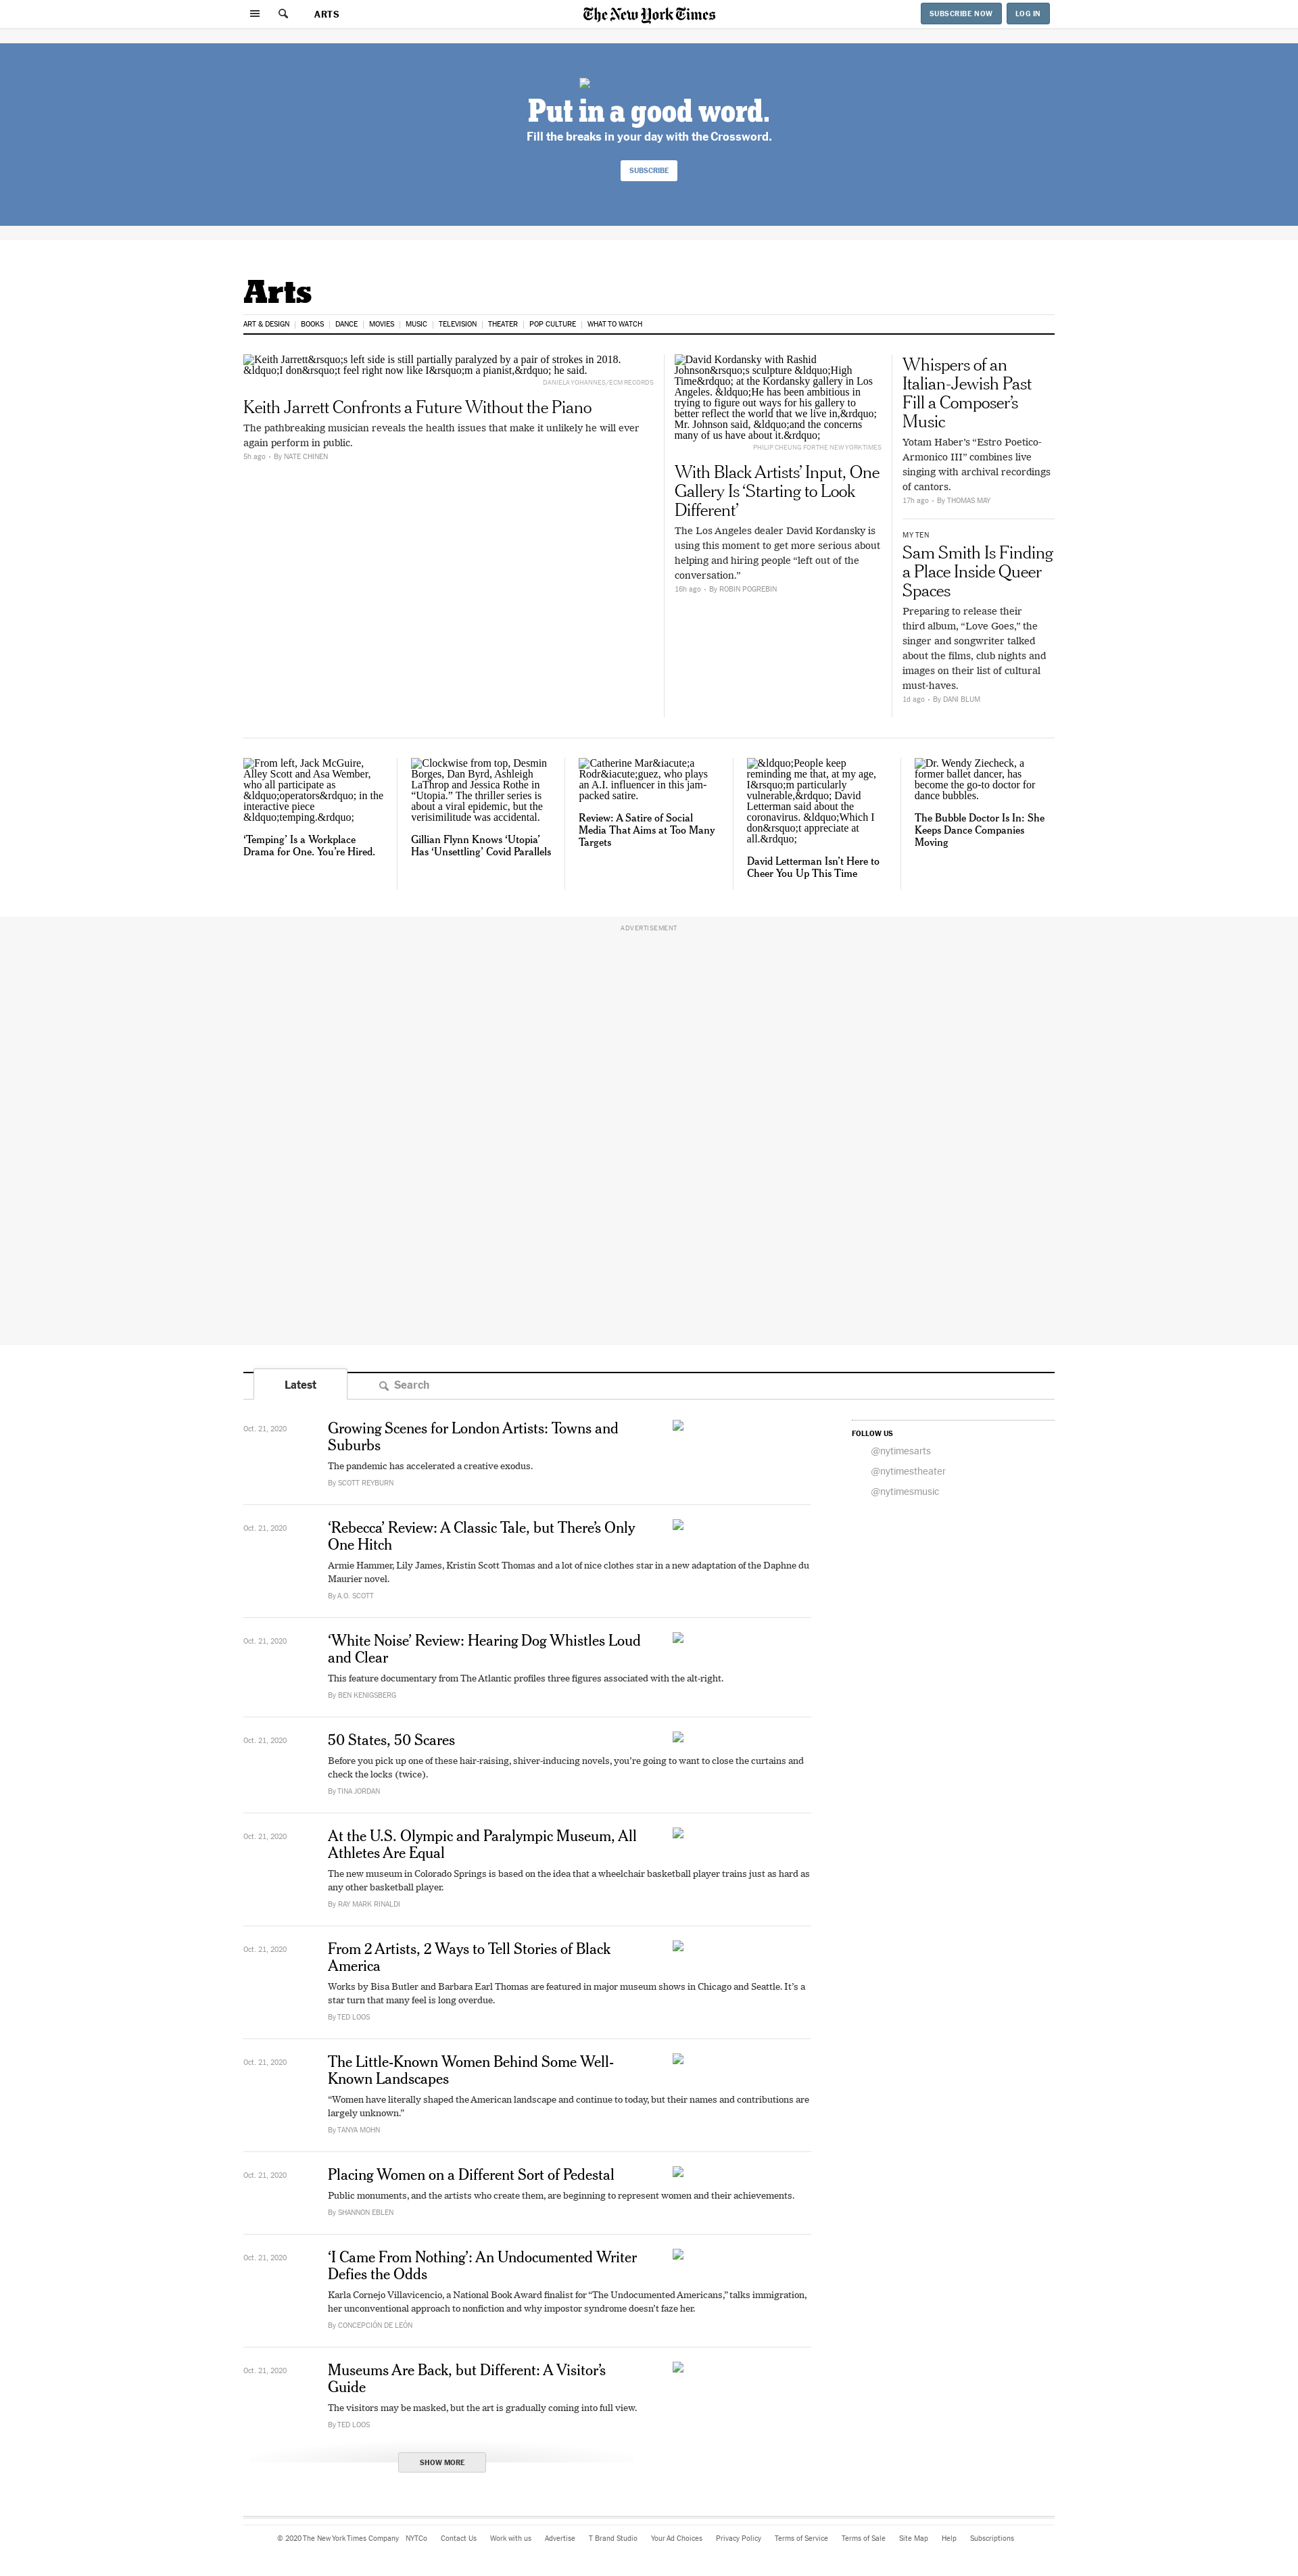 ARTS
The New York Times
SUBSCRIBE NOW
LOG IN
Put in a good word.
Fill the breaks in your day with the Crossword.
SUBSCRIBE
Arts
ART & DESIGN | BOOKS | DANCE | MOVIES | MUSIC | TELEVISION | THEATER | POP CULTURE | WHAT TO WATCH
Keith Jarrett&rsquo;s left side is still partially paralyzed by a pair of strokes in 2018.
&ldquo;I don&rsquo;t feel right now like I&rsquo;m a pianist,&rdquo; he said.
DANIELA YOHANNES/ECM RECORDS
Keith Jarrett Confronts a Future Without the Piano
The pathbreaking musician reveals the health issues that make it unlikely he will ever
again perform in public.
5h ago • By NATE CHINEN
David Kordansky with Rashid
Johnson&rsquo;s sculpture &ldquo;High
Time&rdquo; at the Kordansky gallery in Los
Angeles. &ldquo;He has been ambitious in
trying to figure out ways for his gallery to
better reflect the world that we live in,&rdquo;
Mr. Johnson said, &ldquo;and the concerns
many of us have about it.&rdquo;
PHILIP CHEUNG FOR THE NEW YORK TIMES
With Black Artists’ Input, One
Gallery Is ‘Starting to Look
Different’
The Los Angeles dealer David Kordansky is
using this moment to get more serious about
helping and hiring people “left out of the
conversation.”
16h ago • By ROBIN POGREBIN
Whispers of an
Italian-Jewish Past
Fill a Composer’s
Music
Yotam Haber’s “Estro Poetico-
Armonico III” combines live
singing with archival recordings
of cantors.
17h ago • By THOMAS MAY
MY TEN
Sam Smith Is Finding
a Place Inside Queer
Spaces
Preparing to release their
third album, “Love Goes,” the
singer and songwriter talked
about the films, club nights and
images on their list of cultural
must-haves.
1d ago • By DANI BLUM
From left, Jack McGuire,
Alley Scott and Asa Wember,
who all participate as
&ldquo;operators&rdquo; in the
interactive piece
&ldquo;temping.&rdquo;
‘Temping’ Is a Workplace
Drama for One. You’re Hired.
Clockwise from top, Desmin
Borges, Dan Byrd, Ashleigh
LaThrop and Jessica Rothe in
“Utopia.” The thriller series is
about a viral epidemic, but the
verisimilitude was accidental.
Gillian Flynn Knows ‘Utopia’
Has ‘Unsettling’ Covid Parallels
Catherine Mar&iacute;a
Rodr&iacute;guez, who plays
an A.I. influencer in this jam-
packed satire.
Review: A Satire of Social
Media That Aims at Too Many
Targets
&ldquo;People keep
reminding me that, at my age,
I&rsquo;m particularly
vulnerable,&rdquo; David
Letterman said about the
coronavirus. &ldquo;Which I
don&rsquo;t appreciate at
all.&rdquo;
David Letterman Isn’t Here to
Cheer You Up This Time
Dr. Wendy Ziecheck, a
former ballet dancer, has
become the go-to doctor for
dance bubbles.
The Bubble Doctor Is In: She
Keeps Dance Companies
Moving
ADVERTISEMENT
Latest
Search
Oct. 21, 2020
Growing Scenes for London Artists: Towns and
Suburbs
The pandemic has accelerated a creative exodus.
By SCOTT REYBURN
FOLLOW US
@nytimesarts
@nytimestheater
@nytimesmusic
Oct. 21, 2020
‘Rebecca’ Review: A Classic Tale, but There’s Only
One Hitch
Armie Hammer, Lily James, Kristin Scott Thomas and a lot of nice clothes star in a new adaptation of the Daphne du
Maurier novel.
By A.O. SCOTT
Oct. 21, 2020
‘White Noise’ Review: Hearing Dog Whistles Loud
and Clear
This feature documentary from The Atlantic profiles three figures associated with the alt-right.
By BEN KENIGSBERG
Oct. 21, 2020
50 States, 50 Scares
Before you pick up one of these hair-raising, shiver-inducing novels, you’re going to want to close the curtains and
check the locks (twice).
By TINA JORDAN
Oct. 21, 2020
At the U.S. Olympic and Paralympic Museum, All
Athletes Are Equal
The new museum in Colorado Springs is based on the idea that a wheelchair basketball player trains just as hard as
any other basketball player.
By RAY MARK RINALDI
Oct. 21, 2020
From 2 Artists, 2 Ways to Tell Stories of Black
America
Works by Bisa Butler and Barbara Earl Thomas are featured in major museum shows in Chicago and Seattle. It’s a
star turn that many feel is long overdue.
By TED LOOS
Oct. 21, 2020
The Little-Known Women Behind Some Well-
Known Landscapes
“Women have literally shaped the American landscape and continue to today, but their names and contributions are
largely unknown.”
By TANYA MOHN
Oct. 21, 2020
Placing Women on a Different Sort of Pedestal
Public monuments, and the artists who create them, are beginning to represent women and their achievements.
By SHANNON EBLEN
Oct. 21, 2020
‘I Came From Nothing’: An Undocumented Writer
Defies the Odds
Karla Cornejo Villavicencio, a National Book Award finalist for “The Undocumented Americans,” talks immigration,
her unconventional approach to nonfiction and why impostor syndrome doesn’t faze her.
By CONCEPCIÓN DE LEÓN
Oct. 21, 2020
Museums Are Back, but Different: A Visitor’s
Guide
The visitors may be masked, but the art is gradually coming into full view.
By TED LOOS
SHOW MORE
© 2020 The New York Times Company NYTCo Contact Us Work with us Advertise T Brand Studio Your Ad Choices Privacy Policy Terms of Service Terms of Sale Site Map Help Subscriptions